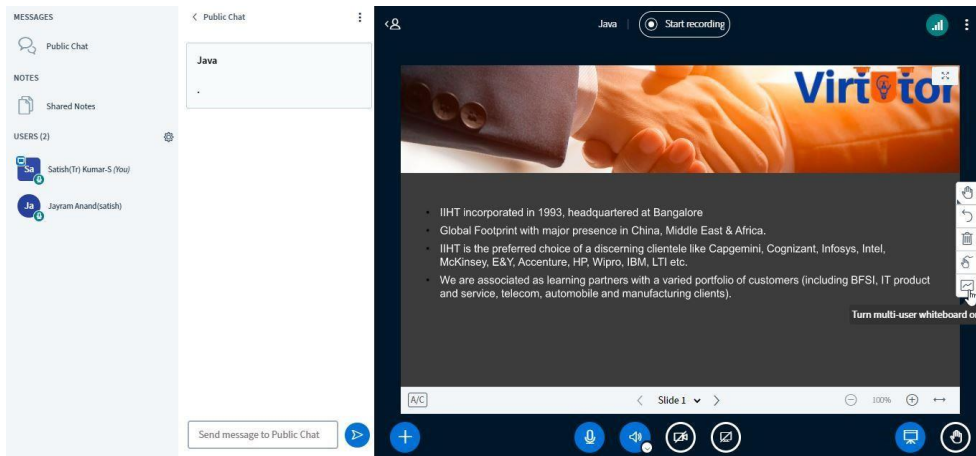 MESSAGES
Public Chat
NOTES
Shared Notes
USERS (2)
Sa
Satish(Tr) Kumar-S (You)
Ja
Jayram Anand(satish)
Public Chat
Java
.
Send message to Public Chat
Java
Start recording
Virtutor
• IIHT incorporated in 1993, headquartered at Bangalore
• Global Footprint with major presence in China, Middle East & Africa.
• IIHT is the preferred choice of a discerning clientele like Capgemini, Cognizant, Infosys, Intel,
McKinsey, E&Y, Accenture, HP, Wipro, IBM, LTI etc.
• We are associated as learning partners with a varied portfolio of customers (including BFSI, IT product
and service, telecom, automobile and manufacturing clients).
Turn multi-user whiteboard on
A/C
Slide 1
100%